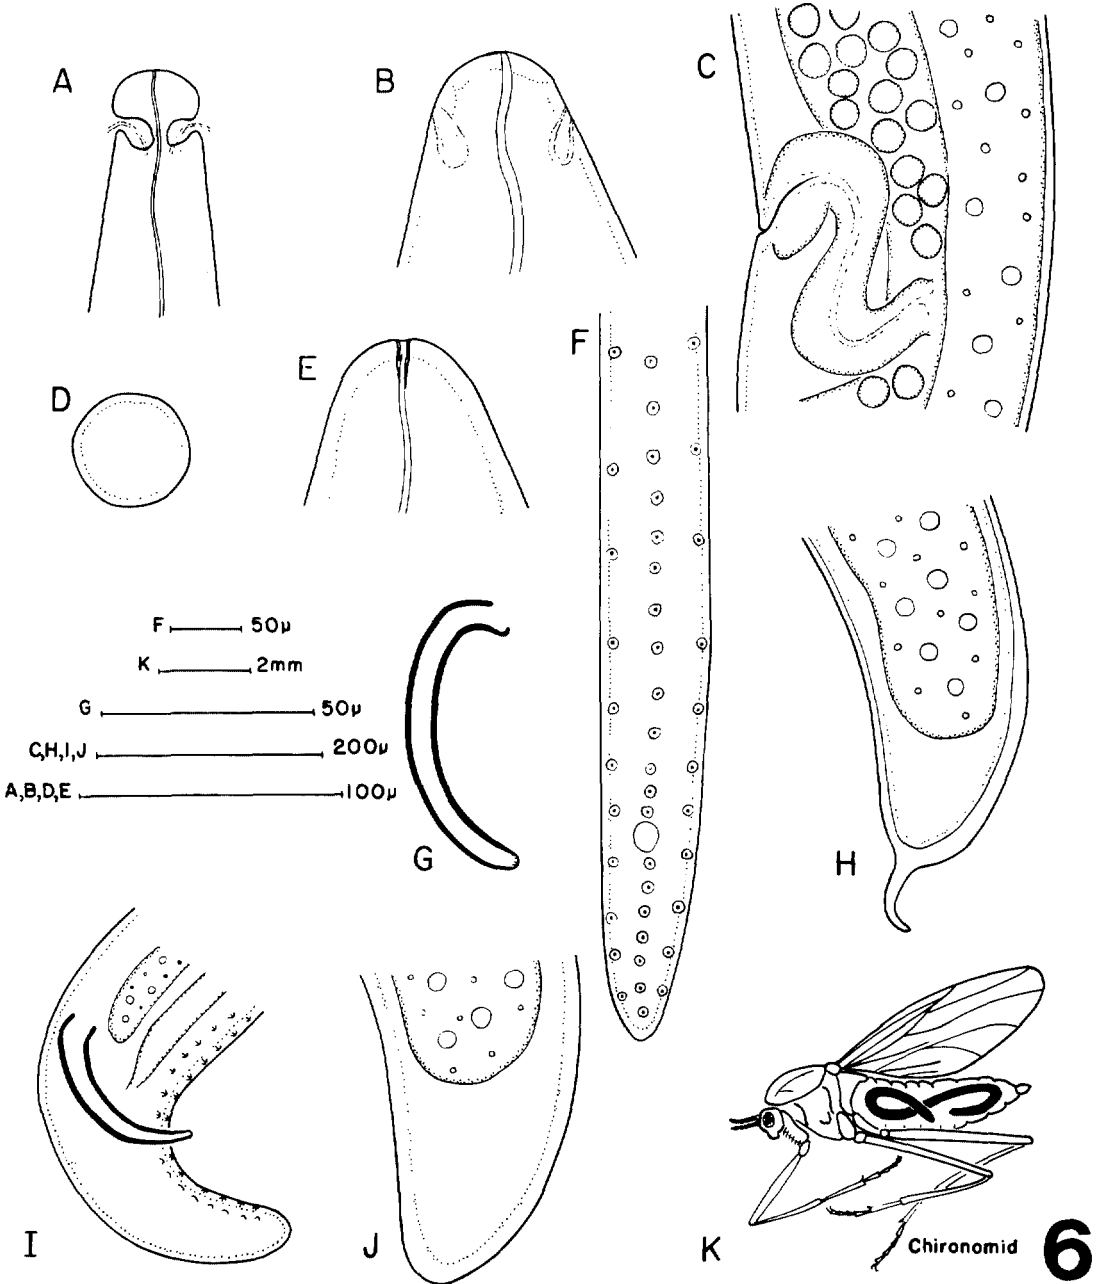 A
B
C
D
E
F
F 50μ
K 2mm
G 50μ
C,H,I,J 200μ
A,B,D,E 100μ
G
H
I
J
K
Chironomid
6